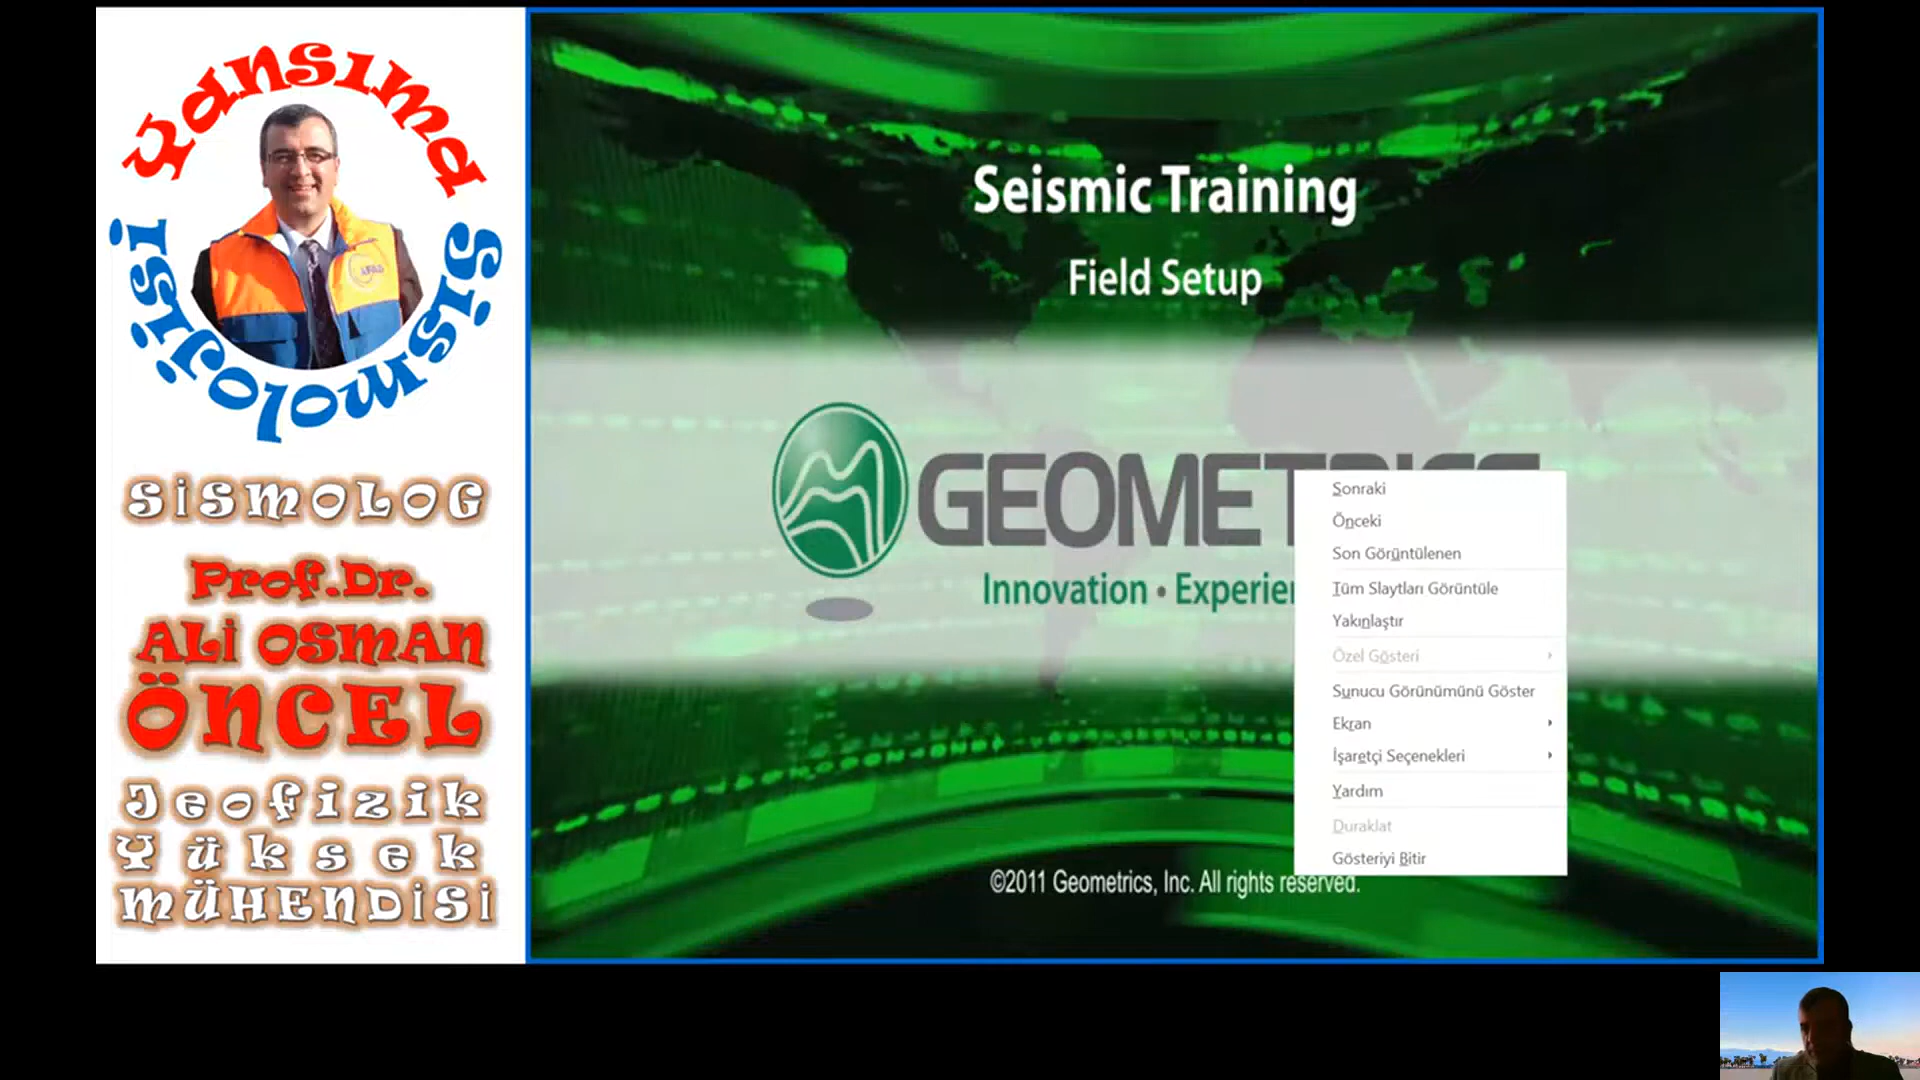 Yansıma
Sismolojisi
SİSMOLOG
Prof.Dr.
ALİ OSMAN
ÖNCEL
Jeofizik
Yüksek
MÜHENDİSİ
AFAD
Seismic Training
Field Setup
GEOMETRICS
Innovation •
©2011 Geometrics, Inc. All rights reserved.
Sonraki
Önceki
Son Görüntülenen
Tüm Slaytları Görüntüle
Yakınlaştır
Özel Gösteri
Sunucu Görünümünü Göster
Ekran
İşaretçi Seçenekleri
Yardım
Duraklat
Gösteriyi Bitir